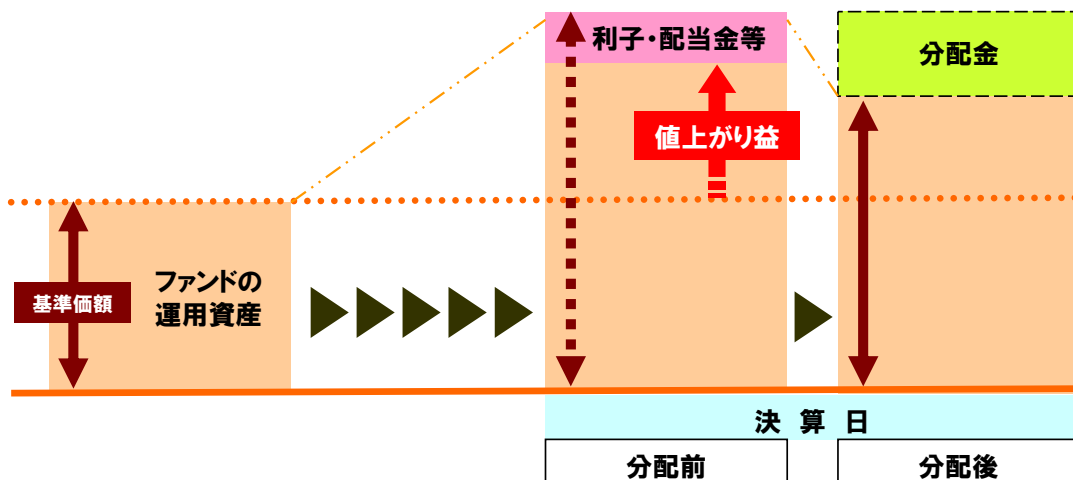 利子・配当金等
分配金
値上がり益
ファンドの
運用資産
基準価額
決算日
分配前
分配後